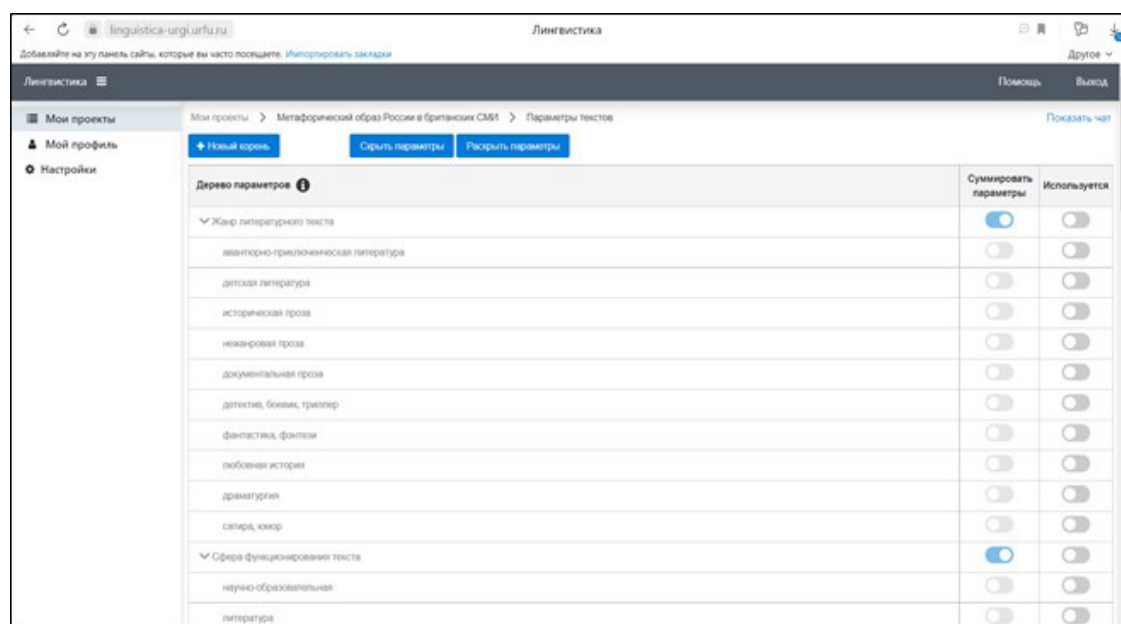 linguistica-urgi.urfu.ru
Лингвистика
Добавляйте на эту панель сайты, которые вы часто посещаете. Импортировать закладки
Другое
Лингвистика
Помощь
Выход
Мои проекты
Мой профиль
Настройки
Мои проекты > Метафорический образ России в британских СМИ > Параметры текстов
Показать чат
+ Новый корень
Скрыть параметры
Раскрыть параметры
Дерево параметров
Суммировать параметры
Используется
Жанр литературного текста
авантюрно-приключенческая литература
детская литература
историческая проза
нежанровая проза
документальная проза
детектив, боевик, триллер
фантастика, фэнтези
любовная история
драматургия
сатира, юмор
Сфера функционирования текста
научно-образовательная
литература